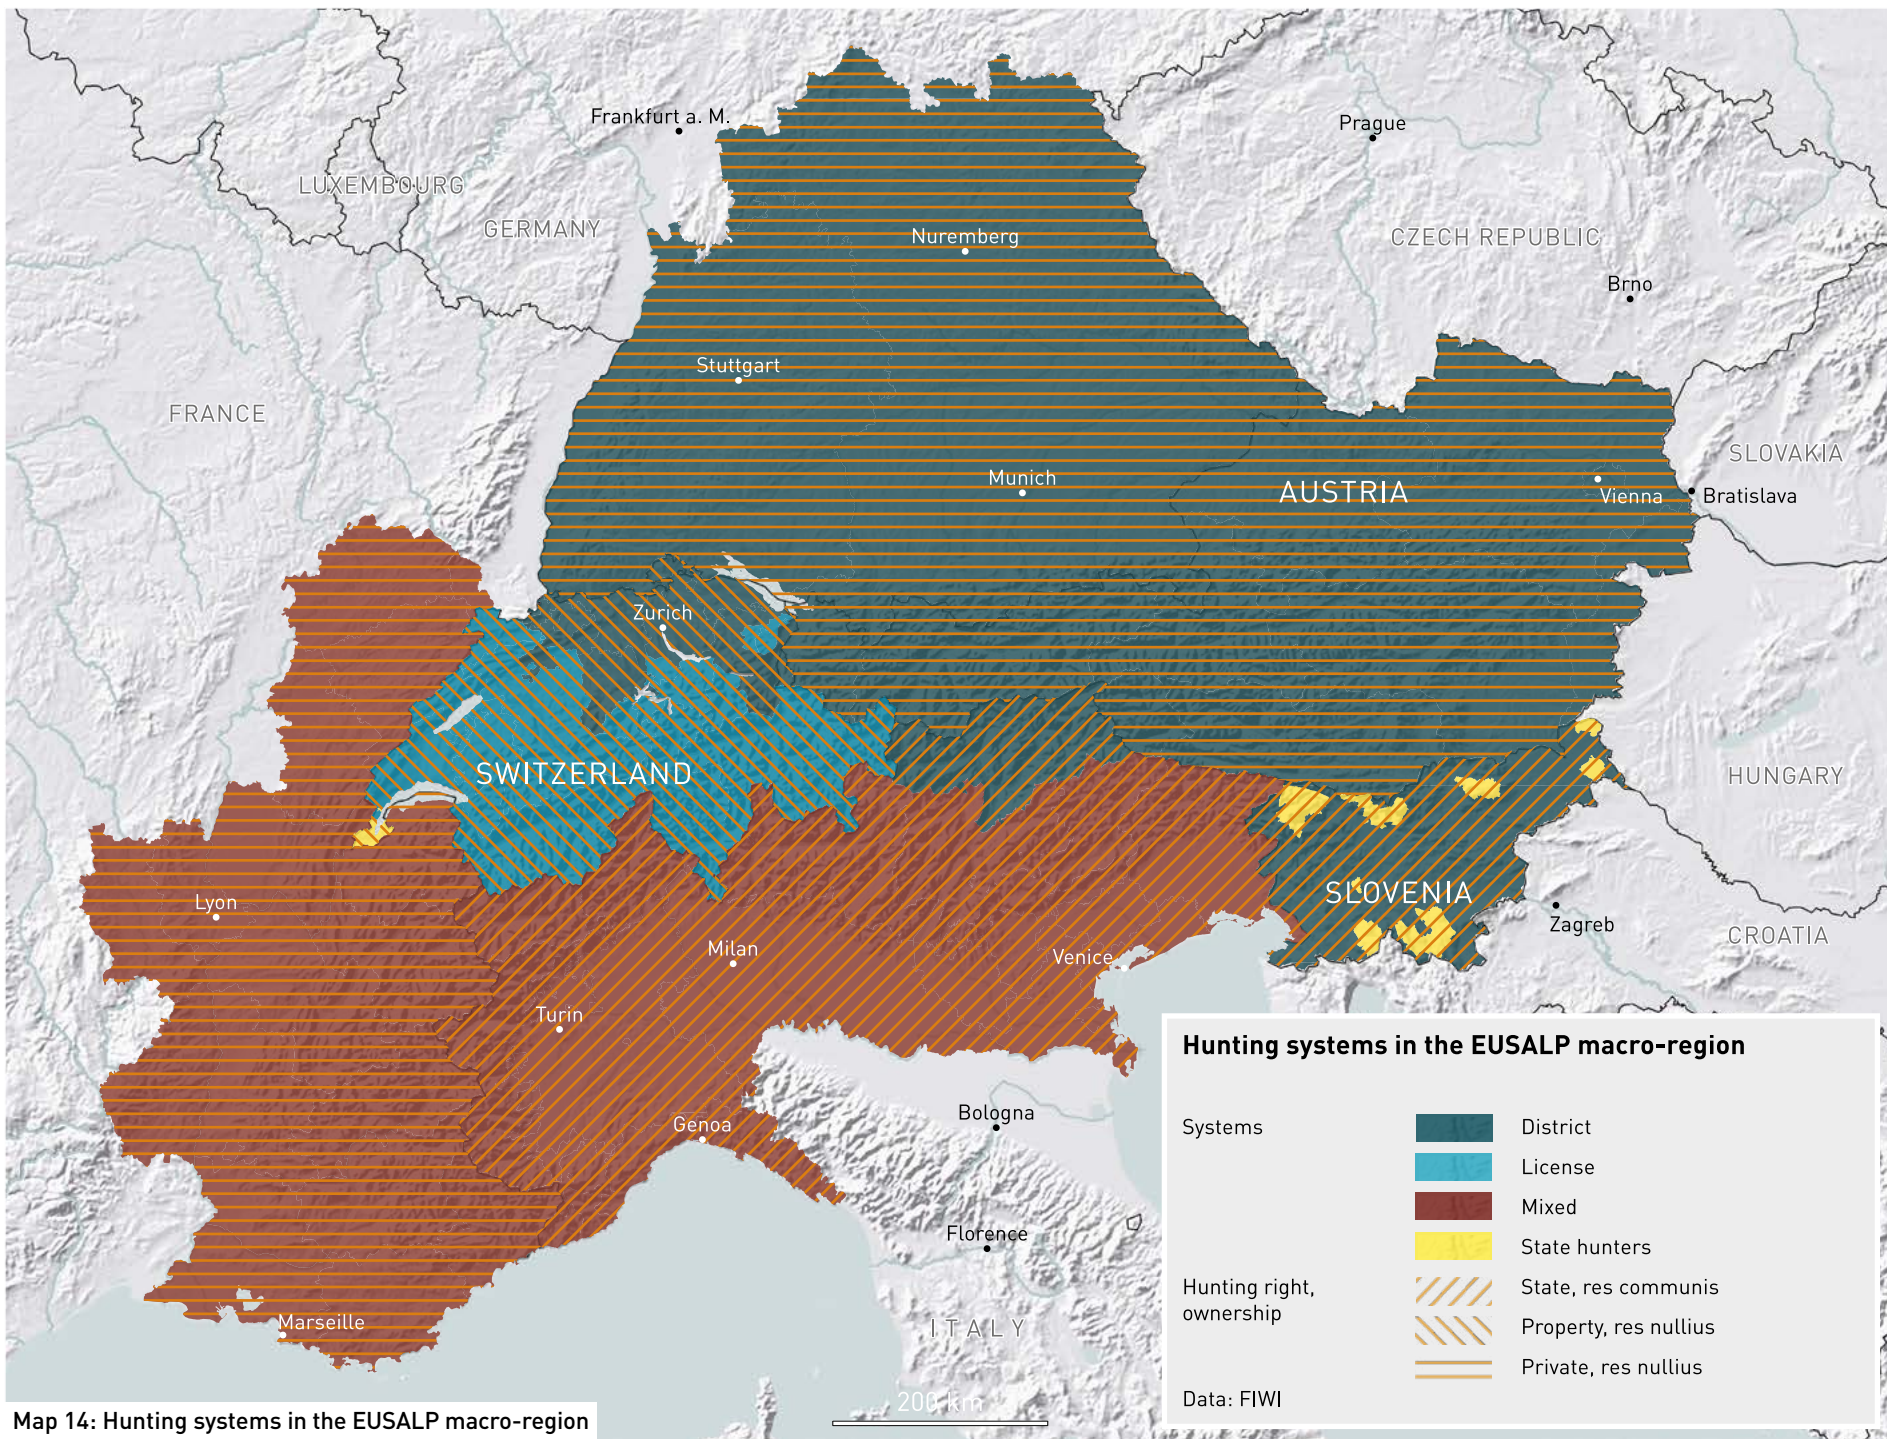 Frankfurt a. M.
Prague
LUXEMBOURG
GERMANY
Nuremberg
CZECH REPUBLIC
Brno
Stuttgart
FRANCE
SLOVAKIA
Munich
AUSTRIA
Vienna
Bratislava
Zurich
SWITZERLAND
HUNGARY
SLOVENIA
Lyon
Zagreb
CROATIA
Milan
Venice
Turin
Genoa
Bologna
Florence
Marseille
ITALY
200 km
Hunting systems in the EUSALP macro-region
Systems
District
License
Mixed
State hunters
Hunting right,
ownership
State, res communis
Property, res nullius
Private, res nullius
Data: FIWI
Map 14: Hunting systems in the EUSALP macro-region